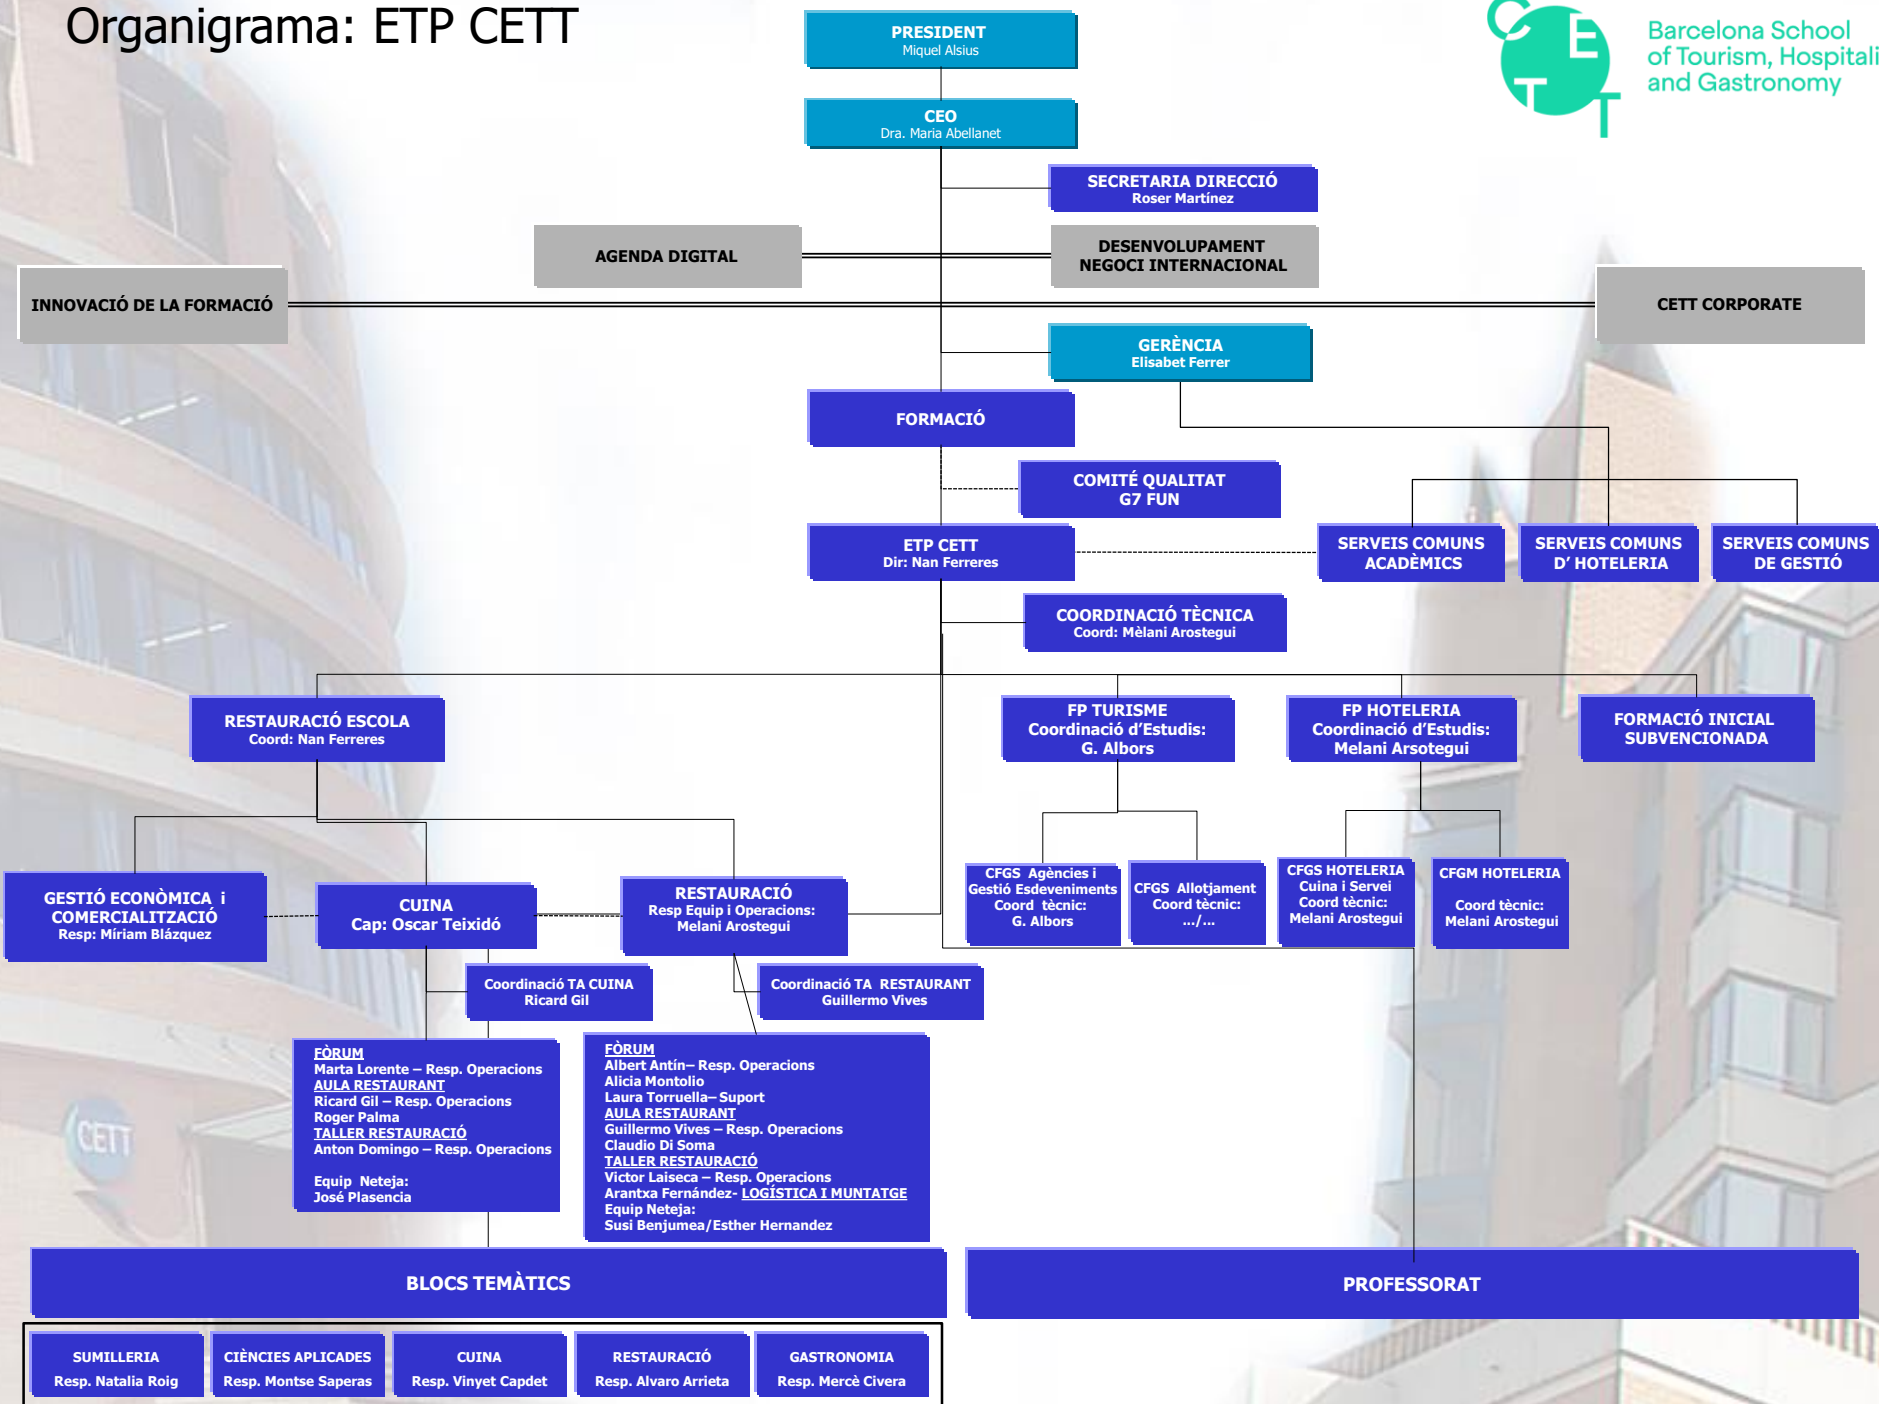 Organigrama: ETP CETT
C E T T
Barcelona School
of Tourism, Hospitali
and Gastronomy
PRESIDENT
Miquel Alsius
CEO
Dra. Maria Abellanet
SECRETARIA DIRECCIÓ
Roser Martínez
AGENDA DIGITAL
DESENVOLUPAMENT
NEGOCI INTERNACIONAL
INNOVACIÓ DE LA FORMACIÓ
CETT CORPORATE
GERÈNCIA
Elisabet Ferrer
FORMACIÓ
COMITÉ QUALITAT
G7 FUN
ETP CETT
Dir: Nan Ferreres
SERVEIS COMUNS
ACADÈMICS
SERVEIS COMUNS
D' HOTELERIA
SERVEIS COMUNS
DE GESTIÓ
COORDINACIÓ TÈCNICA
Coord: Mèlani Arostegui
RESTAURACIÓ ESCOLA
Coord: Nan Ferreres
FP TURISME
Coordinació d'Estudis:
G. Albors
FP HOTELERIA
Coordinació d'Estudis:
Melani Arsotegui
FORMACIÓ INICIAL
SUBVENCIONADA
GESTIÓ ECONÒMICA i
COMERCIALITZACIÓ
Resp: Míriam Blázquez
CUINA
Cap: Oscar Teixidó
RESTAURACIÓ
Resp Equip i Operacions:
Melani Arostegui
CFGS Agències i
Gestió Esdeveniments
Coord tècnic:
G. Albors
CFGS Allotjament
Coord tècnic:
.../...
CFGS HOTELERIA
Cuina i Servei
Coord tècnic:
Melani Arostegui
CFGM HOTELERIA
Coord tècnic:
Melani Arostegui
Coordinació TA CUINA
Ricard Gil
Coordinació TA RESTAURANT
Guillermo Vives
FÒRUM
Marta Lorente – Resp. Operacions
AULA RESTAURANT
Ricard Gil – Resp. Operacions
Roger Palma
TALLER RESTAURACIÓ
Anton Domingo – Resp. Operacions
Equip Neteja:
José Plasencia
FÒRUM
Albert Antín– Resp. Operacions
Alicia Montolio
Laura Torruella– Suport
AULA RESTAURANT
Guillermo Vives – Resp. Operacions
Claudio Di Soma
TALLER RESTAURACIÓ
Victor Laiseca – Resp. Operacions
Arantxa Fernández- LOGÍSTICA I MUNTATGE
Equip Neteja:
Susi Benjumea/Esther Hernandez
CETT
BLOCS TEMÀTICS
PROFESSORAT
SUMILLERIA
Resp. Natalia Roig
CIÈNCIES APLICADES
Resp. Montse Saperas
CUINA
Resp. Vinyet Capdet
RESTAURACIÓ
Resp. Alvaro Arrieta
GASTRONOMIA
Resp. Mercè Civera